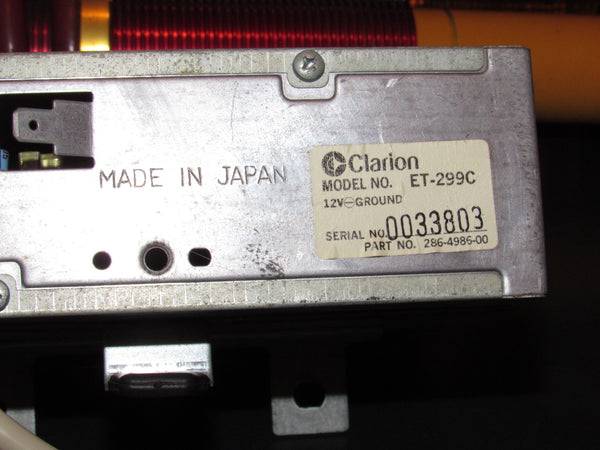 MADE IN JAPAN
Clarion
MODEL NO. ET-299C
12V⊖GROUND
SERIAL NO.0033803
PART NO. 286-4986-00